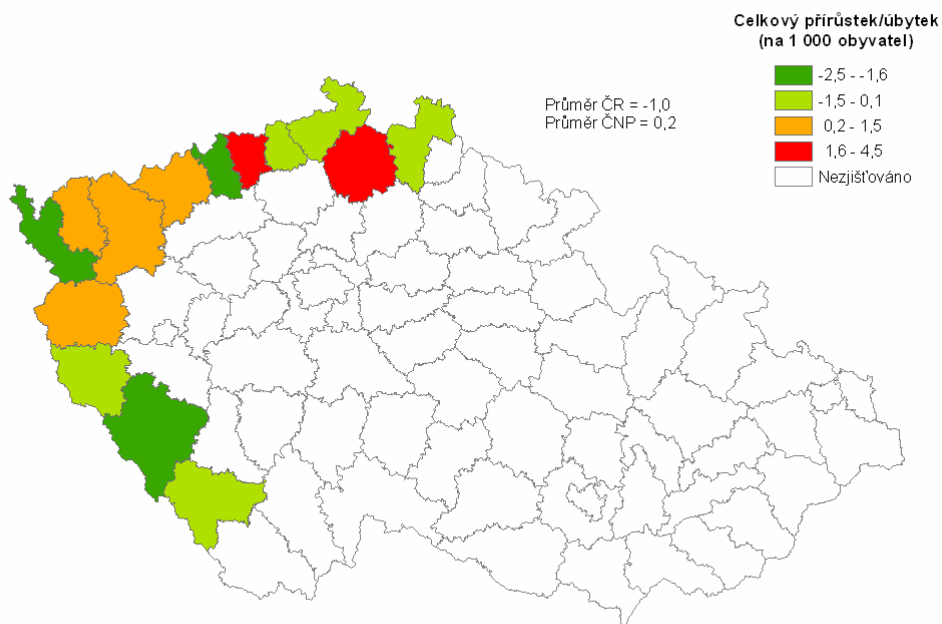 Celkový přírůstek/úbytek
(na 1 000 obyvatel)
-2,5 - -1,6
-1,5 - 0,1
0,2 - 1,5
1,6 - 4,5
Nezjišťováno
Průměr ČR = -1,0
Průměr ČNP = 0,2